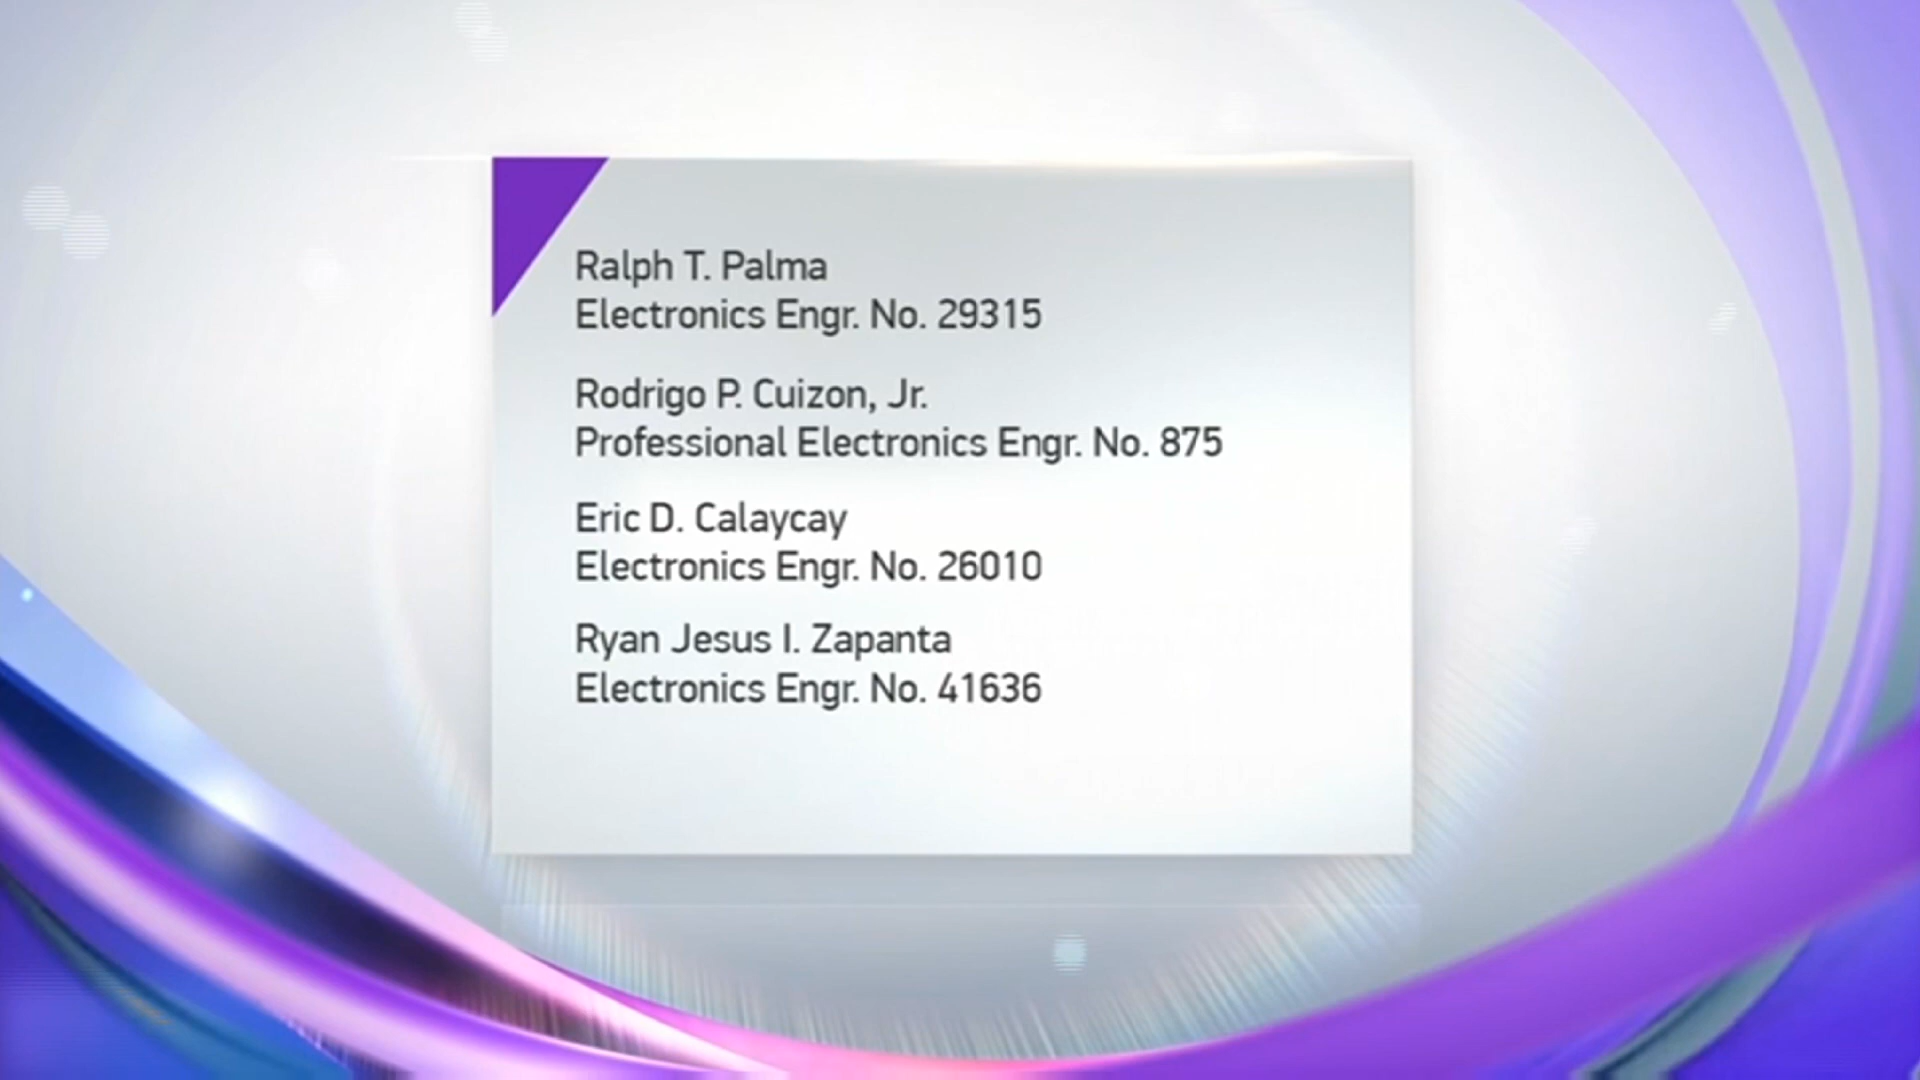 Ralph T. Palma
Electronics Engr. No. 29315
Rodrigo P. Cuizon, Jr.
Professional Electronics Engr. No. 875
Eric D. Calaycay
Electronics Engr. No. 26010
Ryan Jesus I. Zapanta
Electronics Engr. No. 41636